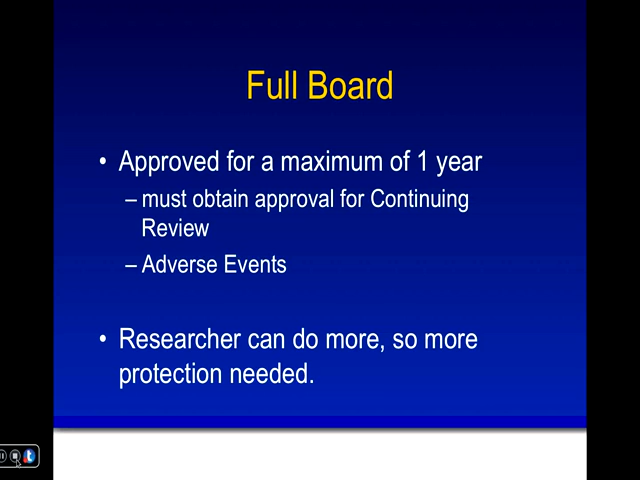 Full Board
• Approved for a maximum of 1 year
– must obtain approval for Continuing
Review
– Adverse Events
• Researcher can do more, so more
protection needed.
t